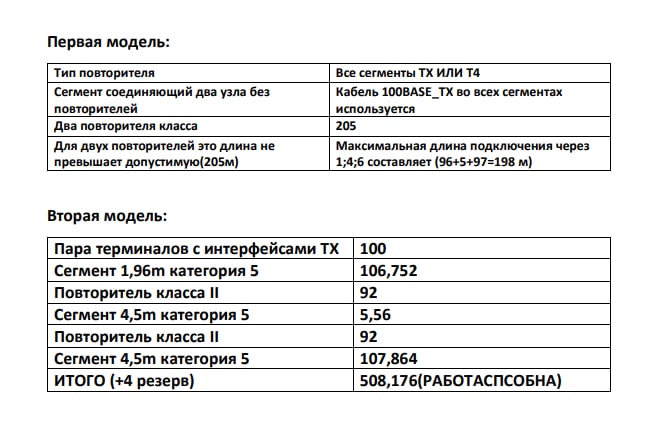 Первая модель:
Тип повторителя
Все сегменты TX ИЛИ T4
Сегмент соединяющий два узла без
повторителей
Кабель 100BASE_TX во всех сегментах
используется
Два повторителя класса
205
Для двух повторителей это длина не
превышает допустимую(205м)
Максимальная длина подключения через
1;4;6 составляет (96+5+97=198 м)
Вторая модель:
Пара терминалов с интерфейсами TX
100
Сегмент 1,96m категория 5
106,752
Повторитель класса II
92
Сегмент 4,5m категория 5
5,56
Повторитель класса II
92
Сегмент 4,5m категория 5
107,864
ИТОГО (+4 резерв)
508,176(РАБОТАСПСОБНА)